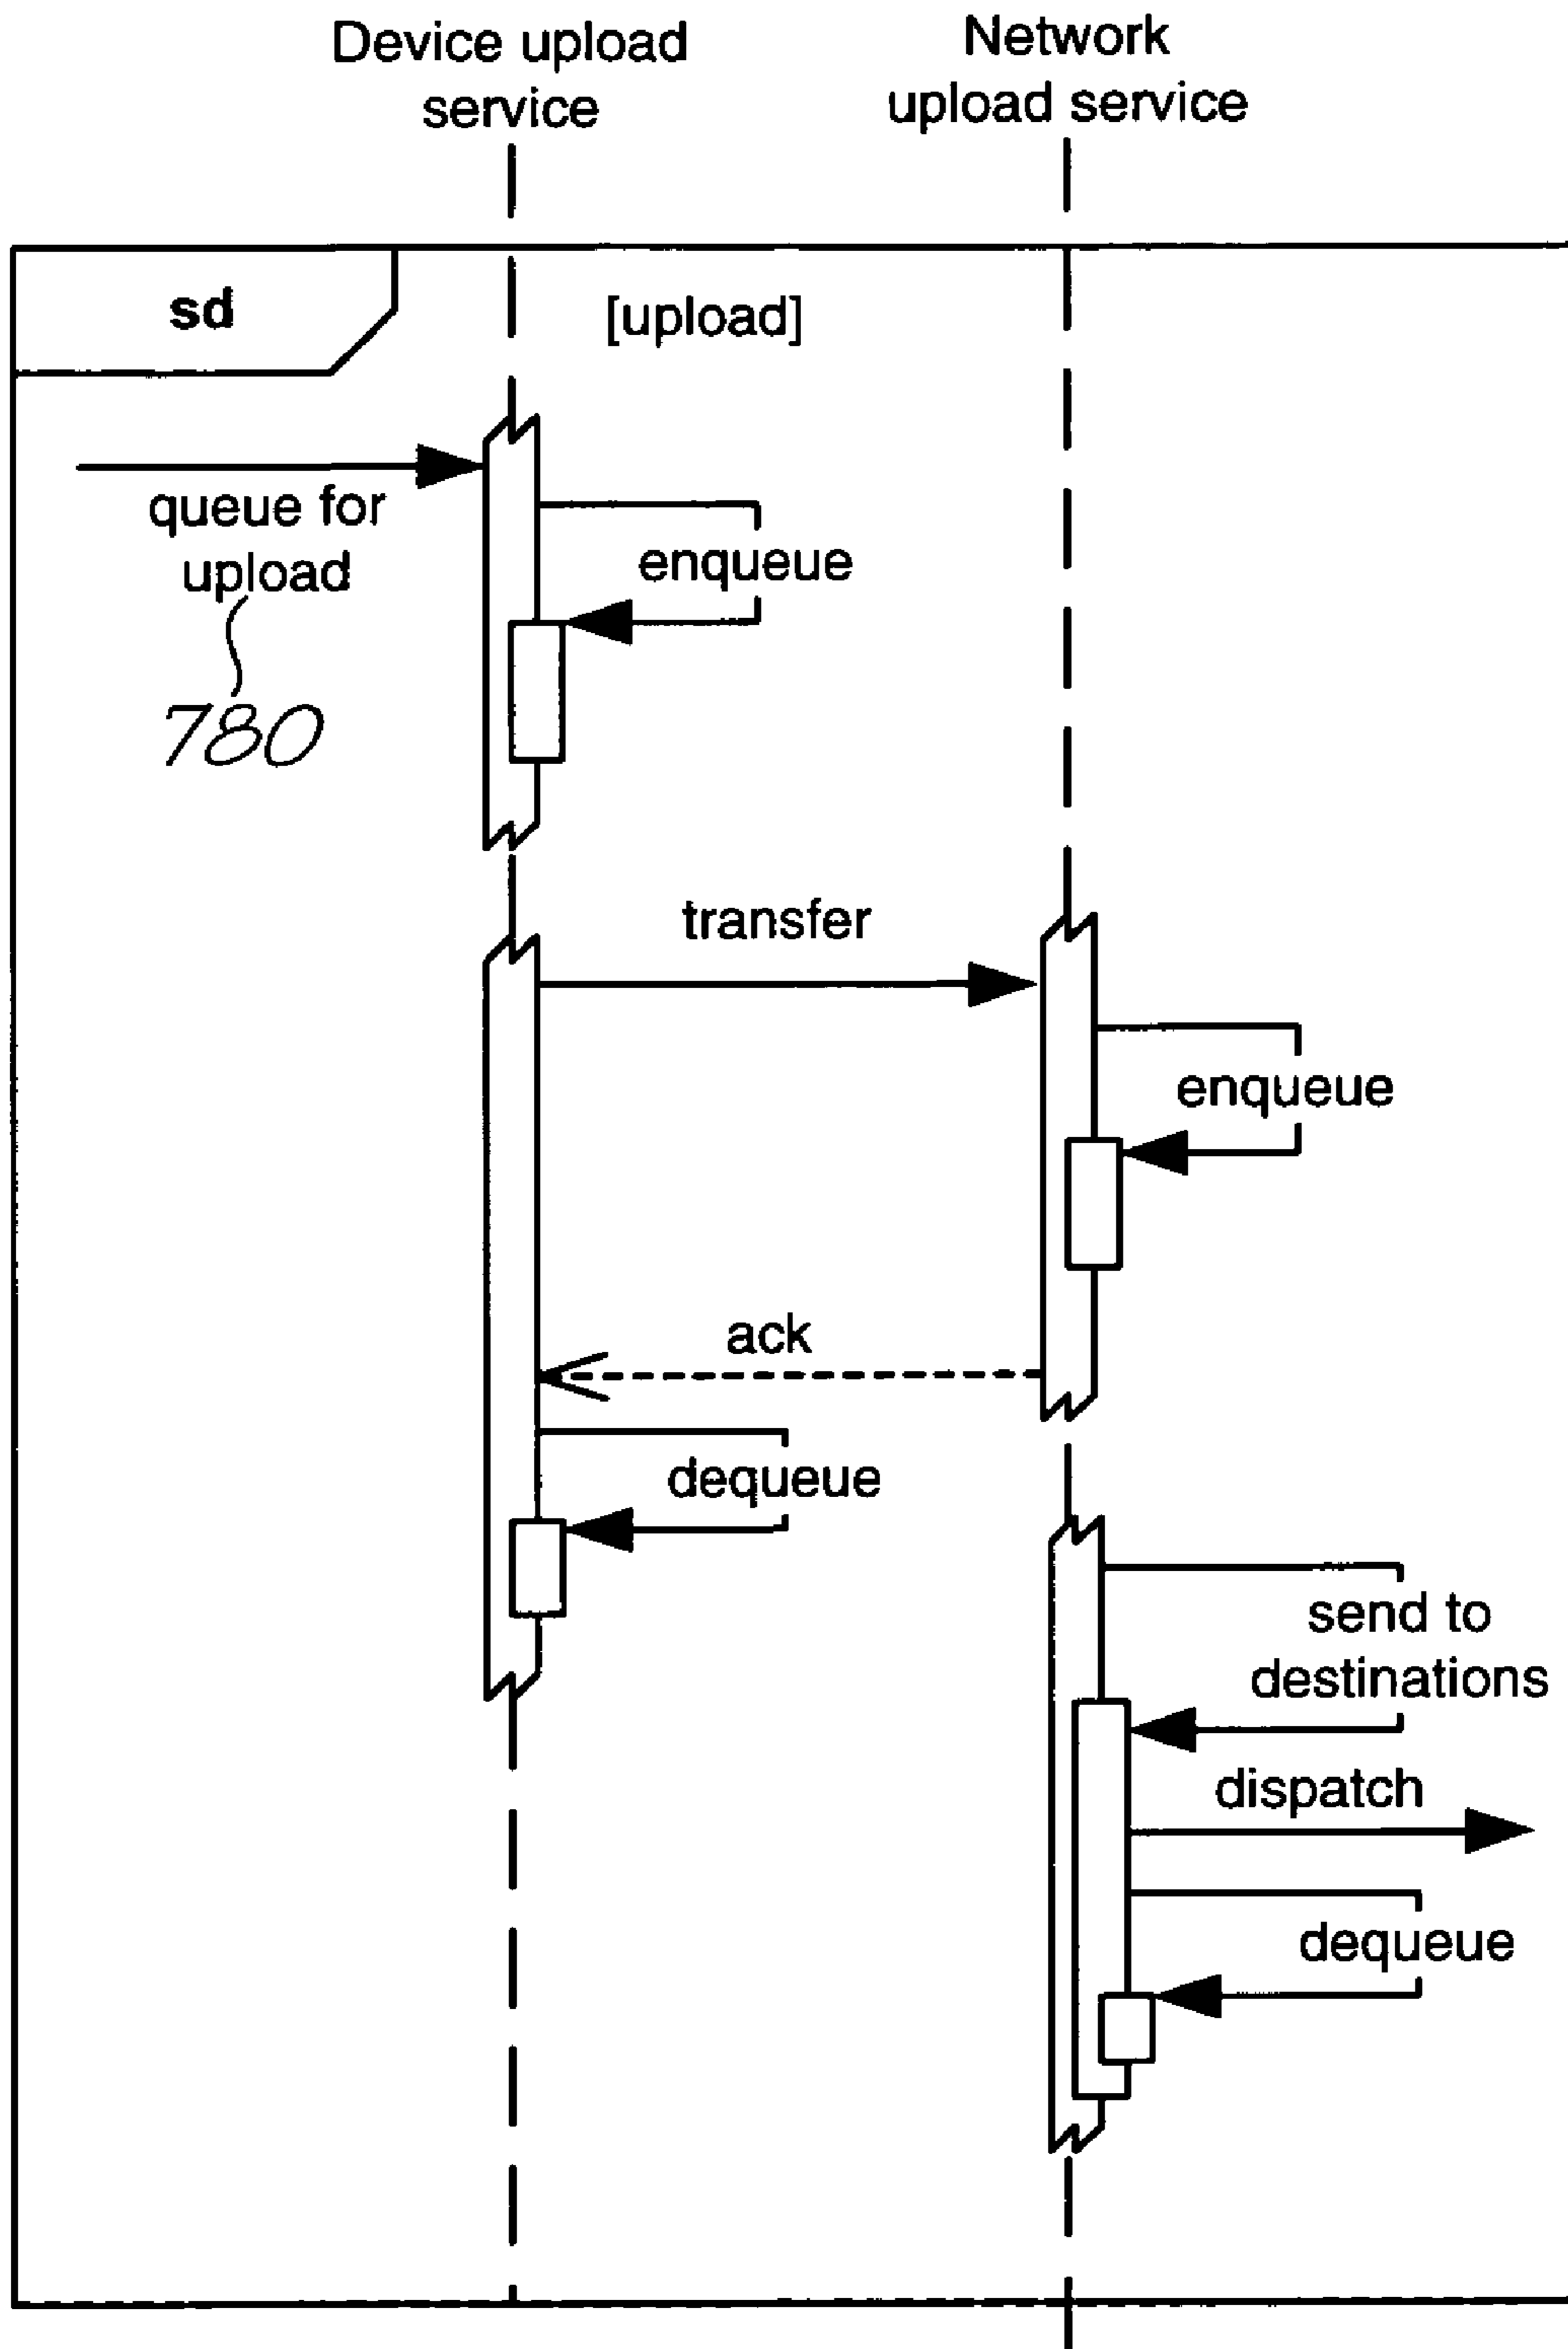 Device upload
service
Network
upload service
sd
[upload]
queue for
upload
780
enqueue
transfer
enqueue
ack
dequeue
send to
destinations
dispatch
dequeue